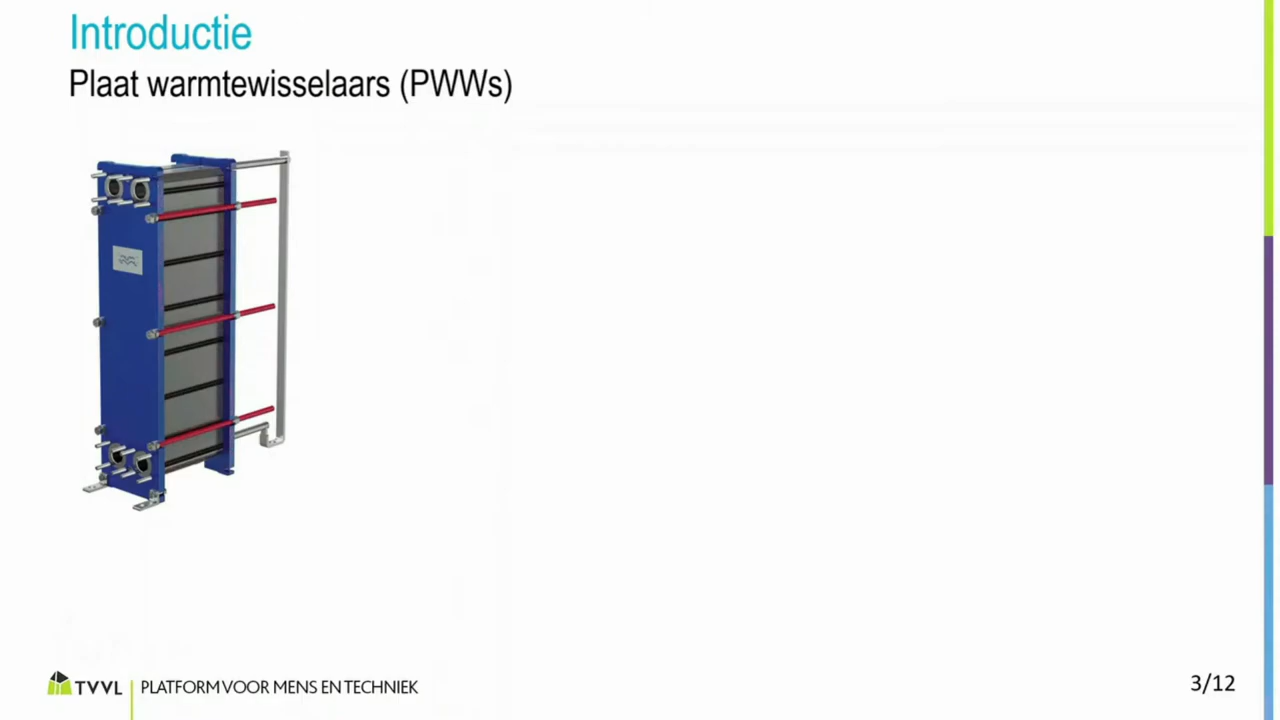 Introductie
Plaat warmtewisselaars (PWWs)
TVVL
PLATFORM VOOR MENS EN TECHNIEK
3/12